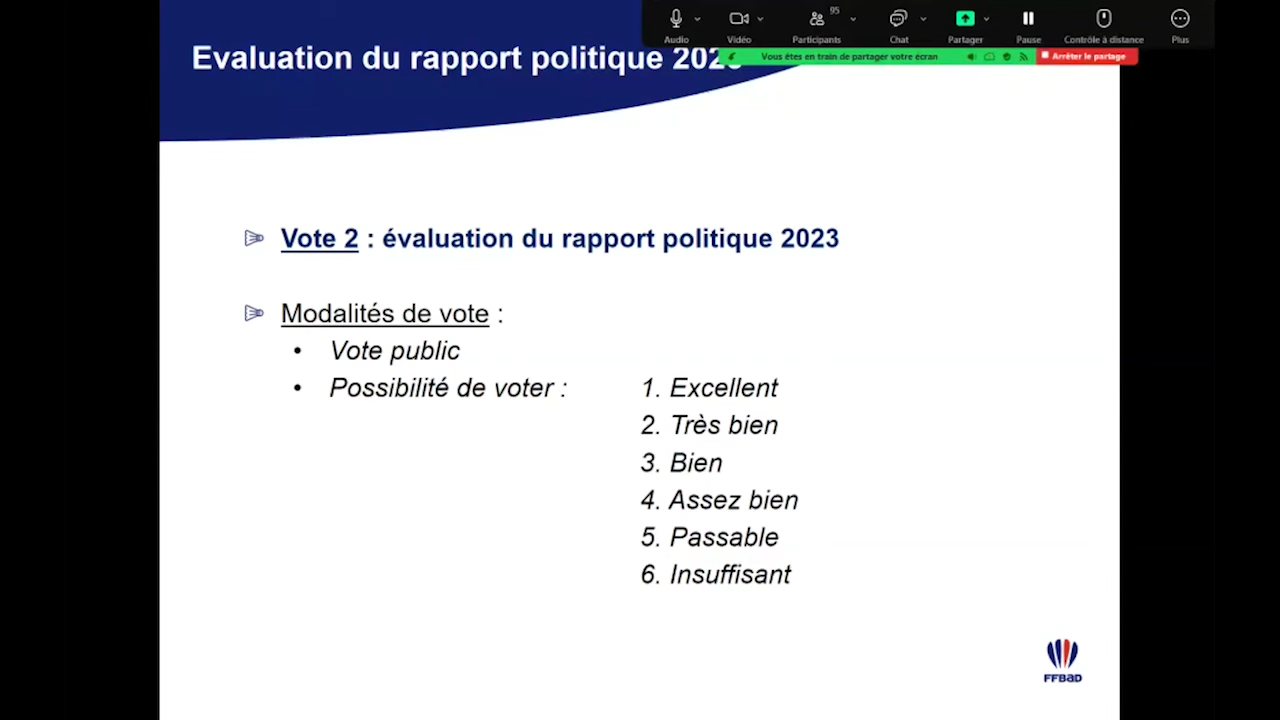 95
Audio
Vidéo
Participants
Chat
Partager
Pause
Contrôle à distance
Plus
Vous êtes en train de partager votre écran
Arrêter le partage
Evaluation du rapport politique
Vote 2 : évaluation du rapport politique 2023
Modalités de vote :
• Vote public
• Possibilité de voter : 1. Excellent
2. Très bien
3. Bien
4. Assez bien
5. Passable
6. Insuffisant
FFBaD